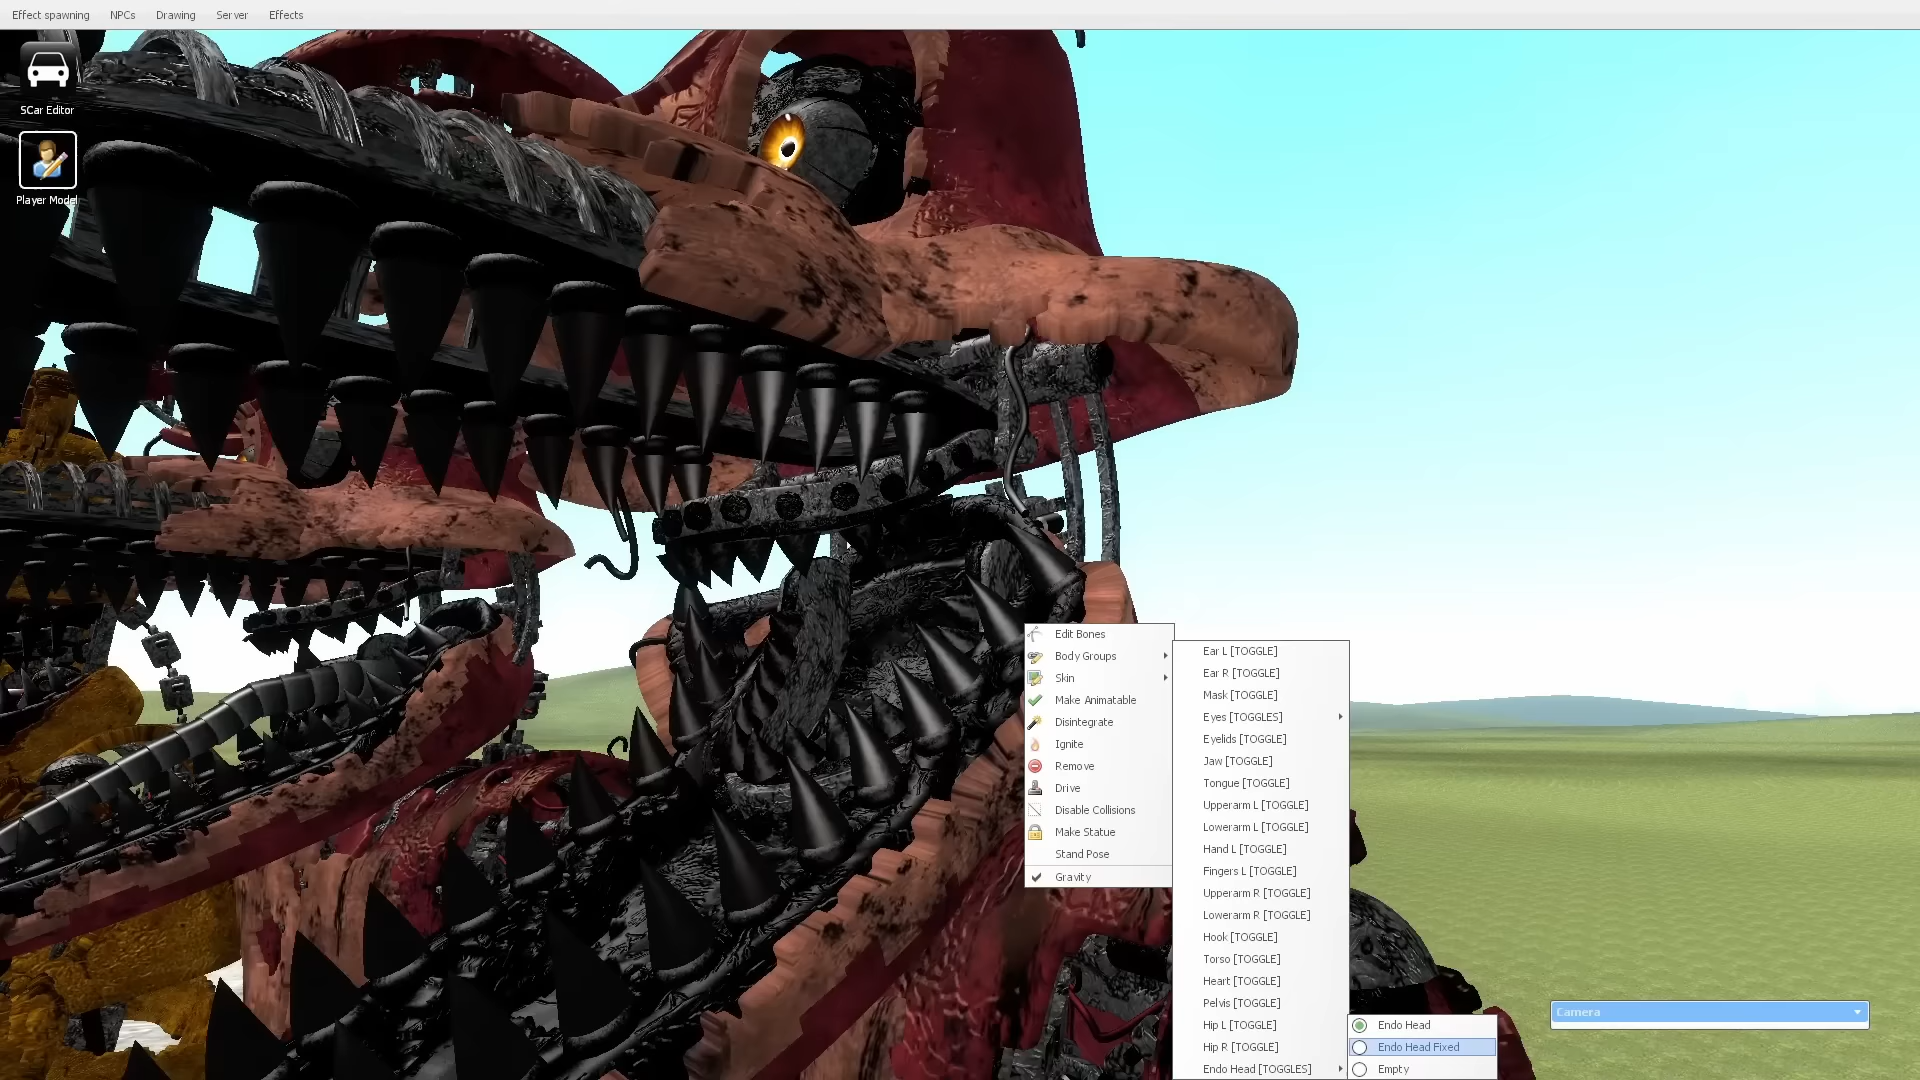 Effect spawning NPCs Drawing Server Effects
SCar Editor
Player Model
Edit Bones
Body Groups
Skin
Make Animatable
Disintegrate
Ignite
Remove
Drive
Disable Collisions
Make Statue
Stand Pose
Gravity
Ear L [TOGGLE]
Ear R [TOGGLE]
Mask [TOGGLE]
Eyes [TOGGLES]
Eyelids [TOGGLE]
Jaw [TOGGLE]
Tongue [TOGGLE]
Upperarm L [TOGGLE]
Lowerarm L [TOGGLE]
Hand L [TOGGLE]
Fingers L [TOGGLE]
Upperarm R [TOGGLE]
Lowerarm R [TOGGLE]
Hook [TOGGLE]
Torso [TOGGLE]
Heart [TOGGLE]
Pelvis [TOGGLE]
Hip L [TOGGLE]
Hip R [TOGGLE]
Endo Head [TOGGLES]
Endo Head
Endo Head Fixed
Empty
Camera